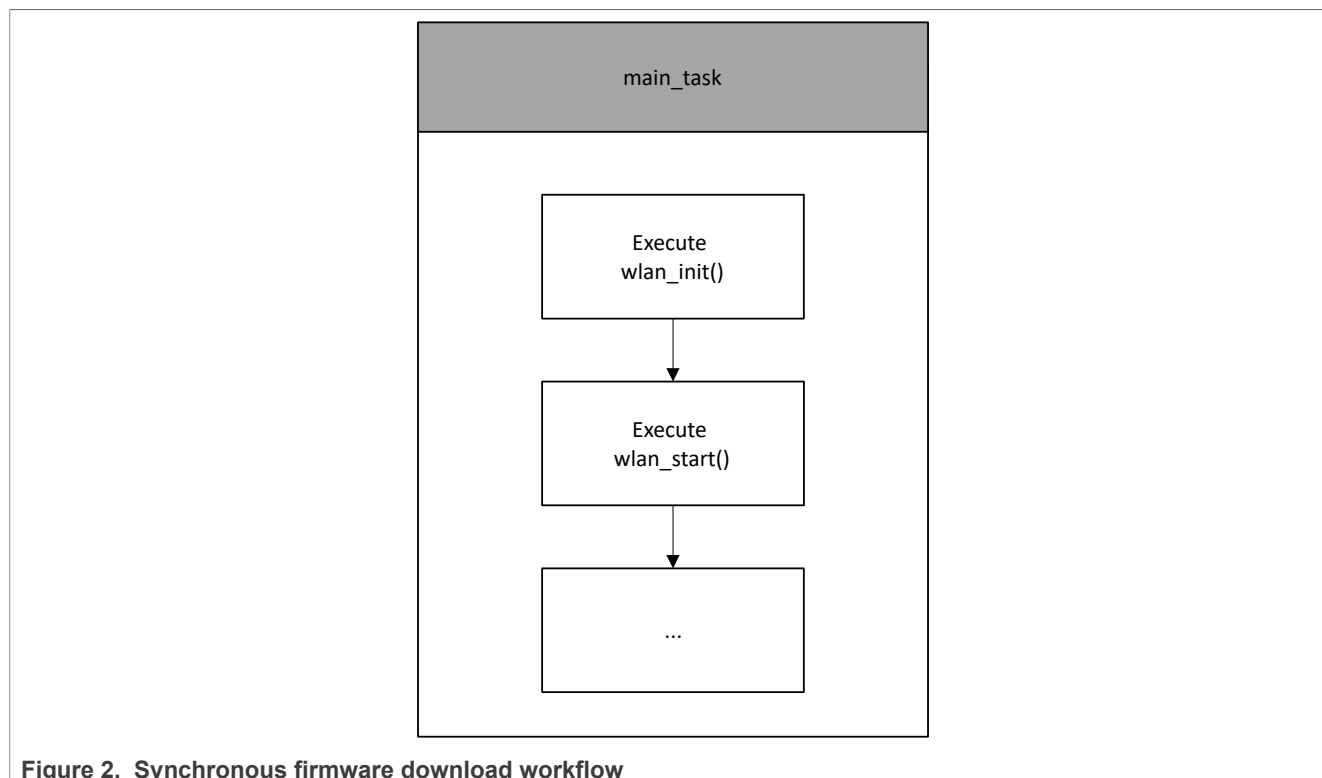 main_task
Execute
wlan_init()
Execute
wlan_start()
...
Figure 2. Synchronous firmware download workflow